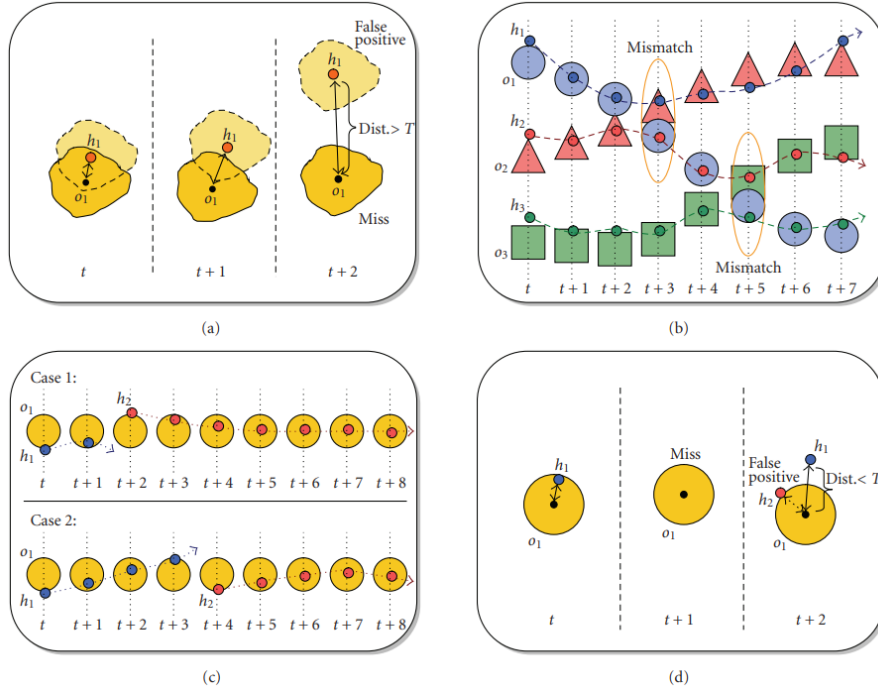 False
positive
h₁
h₁
h₁
Dist.> T
o₁
o₁
o₁
Miss
t
t + 1
t + 2
(a)
h₁
Mismatch
o₁
h₂
o₂
h₃
o₃
Mismatch
t
t + 1
t + 2
t + 3
t + 4
t + 5
t + 6
t + 7
(b)
Case 1:
h₂
o₁
h₁
t
t + 1
t + 2
t + 3
t + 4
t + 5
t + 6
t + 7
t + 8
Case 2:
o₁
h₁
h₂
t
t + 1
t + 2
t + 3
t + 4
t + 5
t + 6
t + 7
t + 8
(c)
h₁
o₁
Miss
o₁
h₁
False
positive
Dist.< T
h₂
o₁
t
t + 1
t + 2
(d)